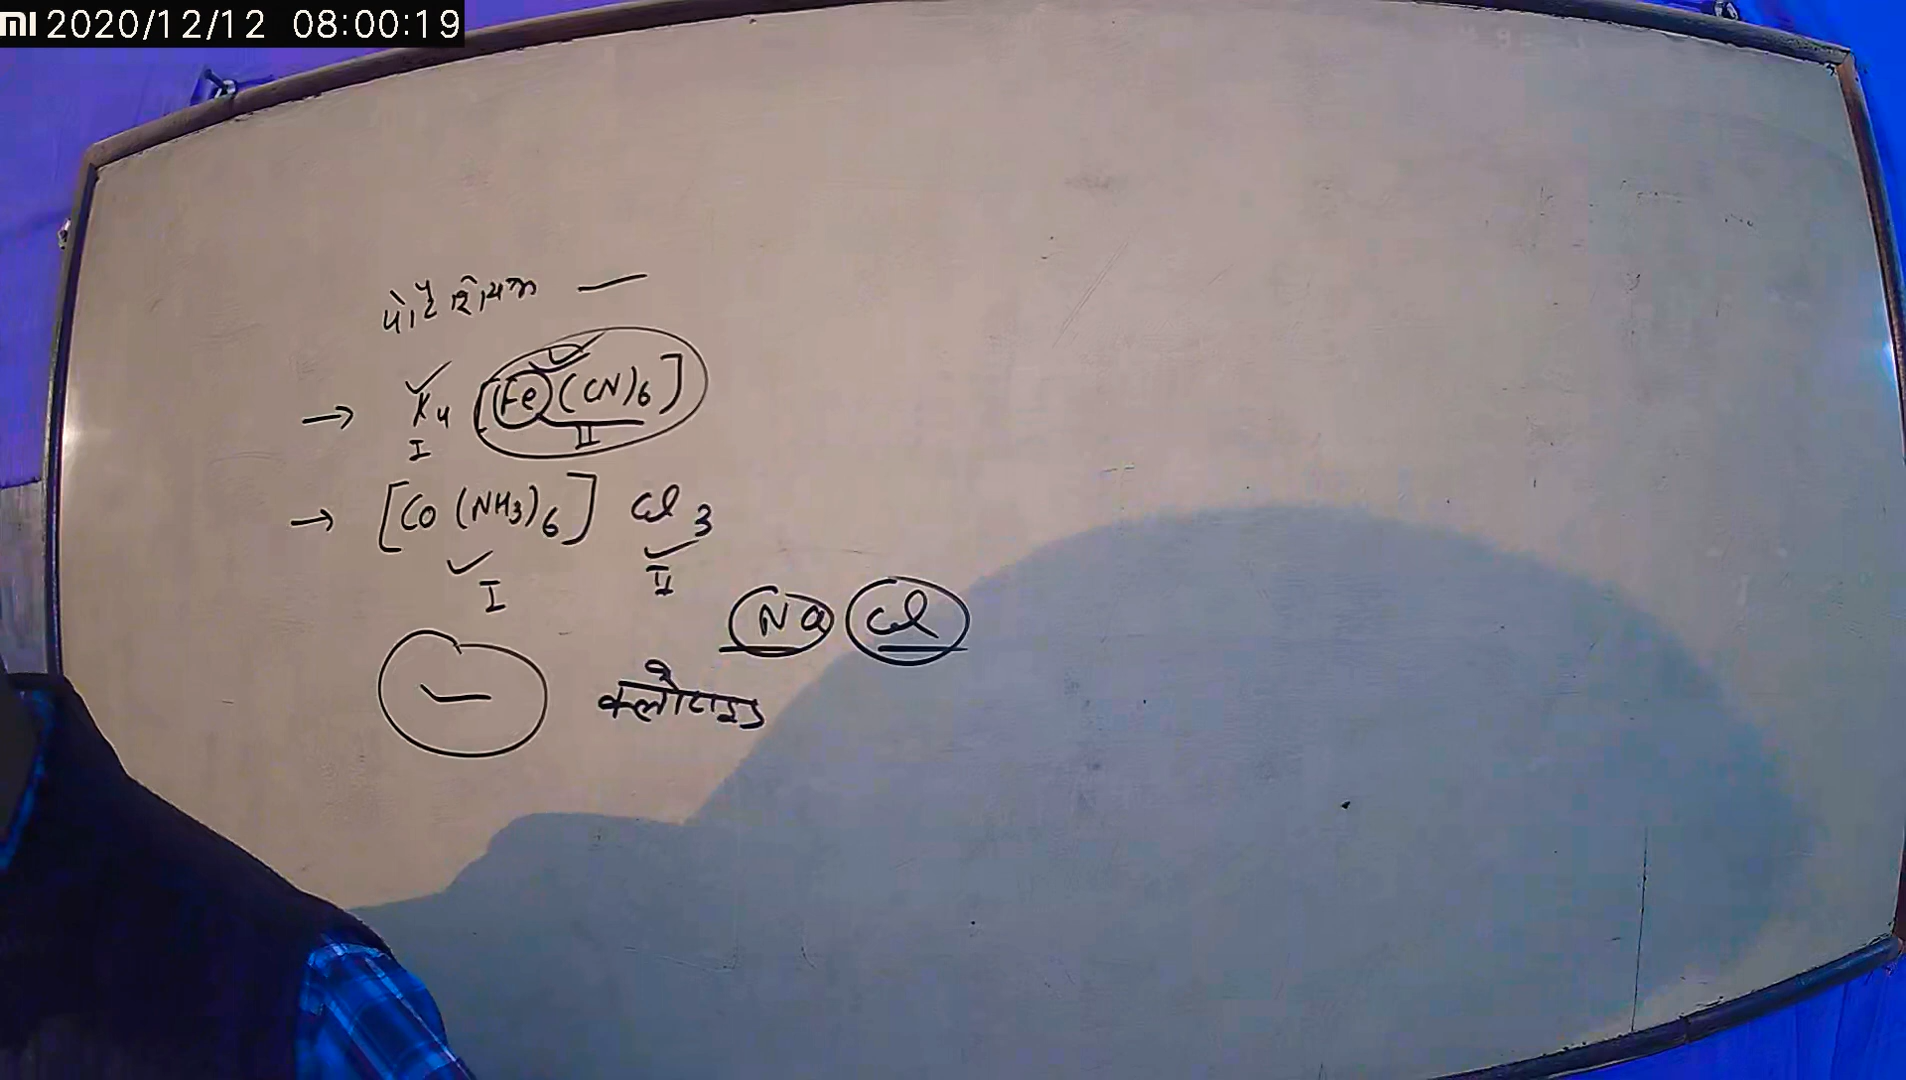 MI 2020/12/12 08:00:19
पोटैशियम —
→ K4 [Fe(CN)6]
I II
→ [Co(NH3)6] Cl3
I II
Na Cl
क्लोराइड